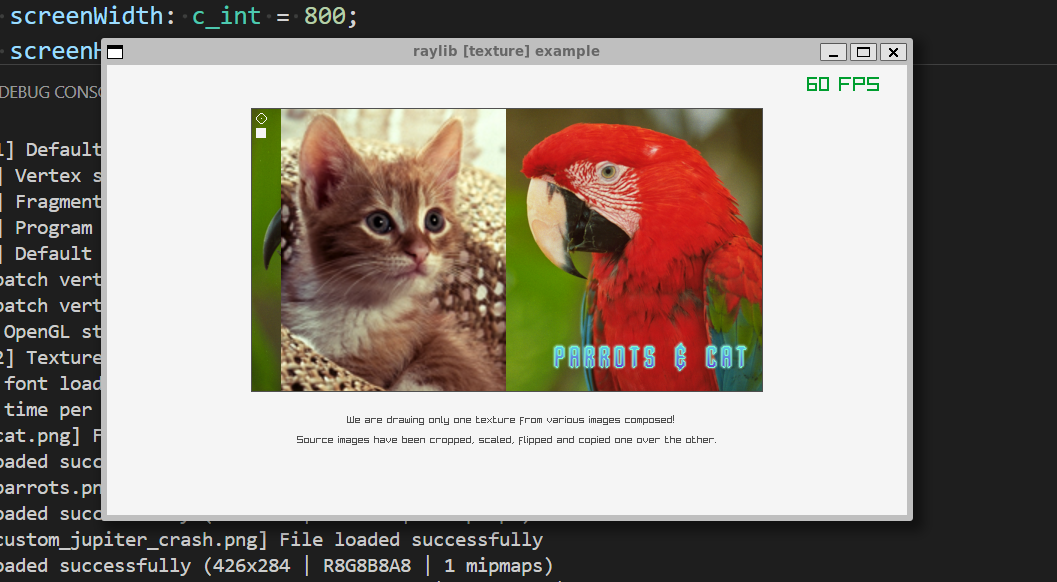 screenWidth: c_int = 800;
screenH
raylib [texture] example
60 FPS
DEBUG CONSO
1] Default
Vertex s
Fragment
Program
Default
patch vert
patch vert
OpenGL st
2] Texture
font load
time per
cat.png] F
oaded succ
parrots.pn
oaded succ
custom_jupiter_crash.png] File loaded successfully
oaded successfully (426x284 | R8G8B8A8 | 1 mipmaps)
PARROTS & CAT
We are drawing only one texture from various images composed!
Source images have been cropped, scaled, flipped and copied one over the other.